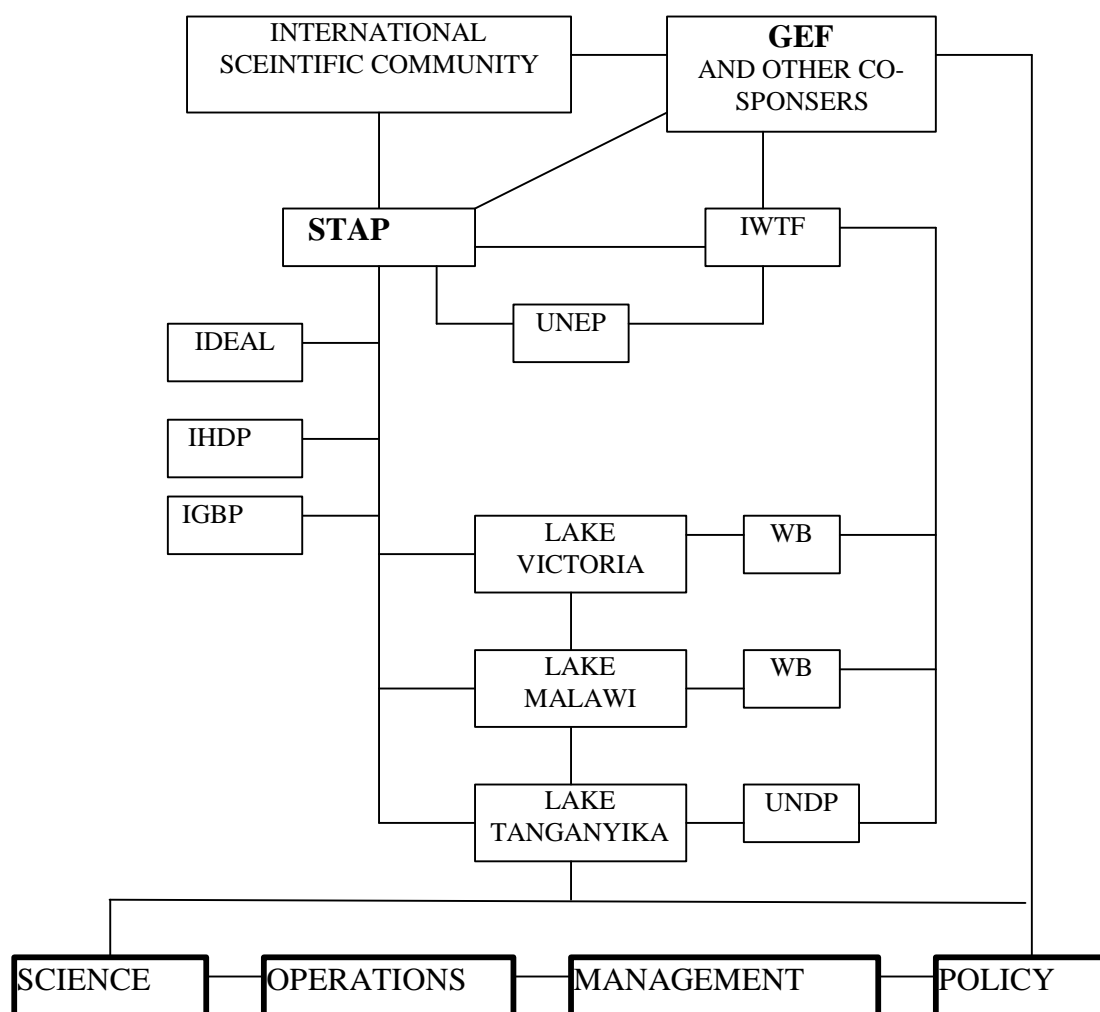 INTERNATIONAL
SCEINTIFIC COMMUNITY
GEF
AND OTHER CO-
SPONSERS
STAP
IWTF
UNEP
IDEAL
IHDP
IGBP
LAKE
VICTORIA
WB
LAKE
MALAWI
WB
LAKE
TANGANYIKA
UNDP
SCIENCE
OPERATIONS
MANAGEMENT
POLICY